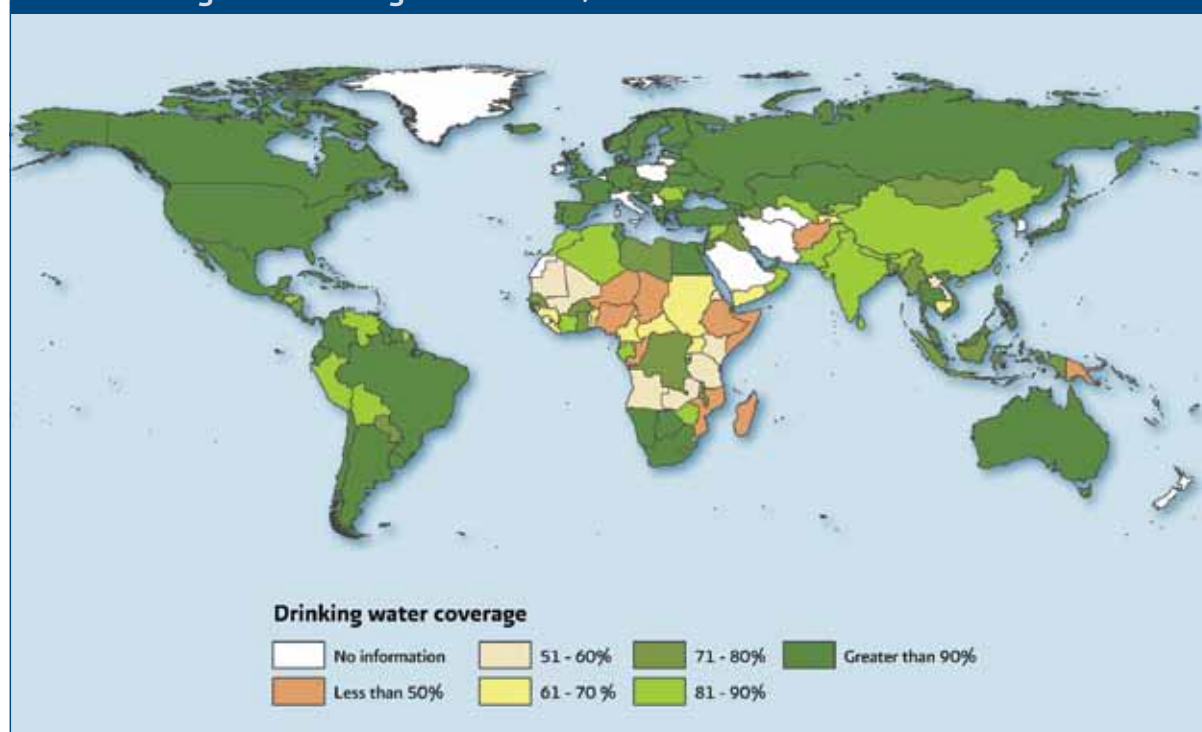 Drinking water coverage
No information 51 - 60% 71 - 80% Greater than 90%
Less than 50% 61 - 70 % 81 - 90%